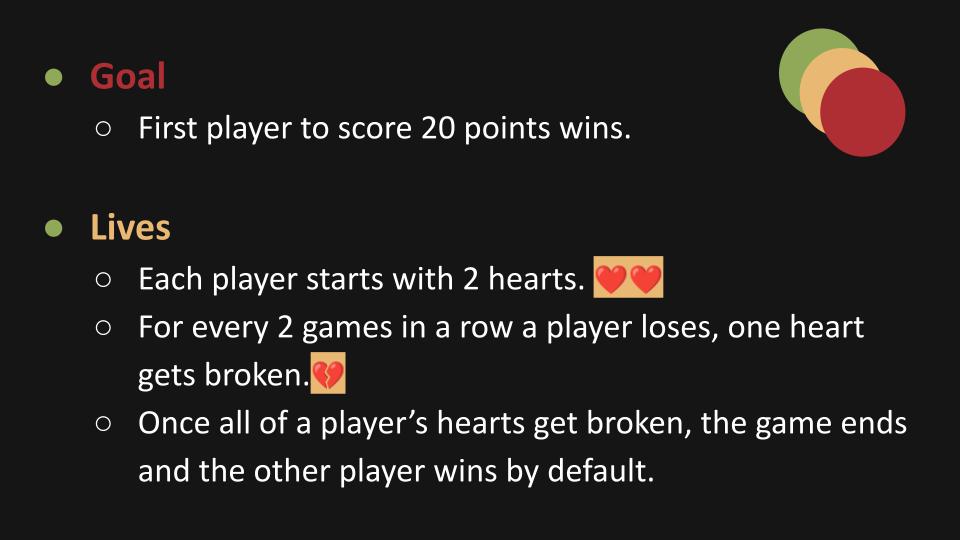 ● Goal
○ First player to score 20 points wins.
● Lives
○ Each player starts with 2 hearts. ❤️❤️
○ For every 2 games in a row a player loses, one heart
gets broken.💔
○ Once all of a player’s hearts get broken, the game ends
and the other player wins by default.